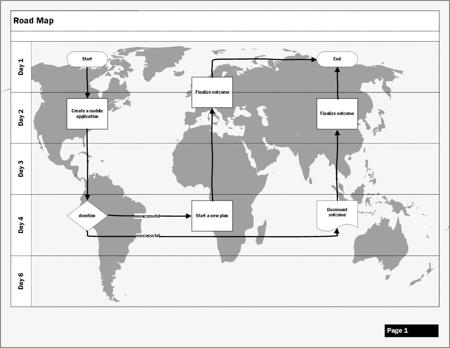 Road Map
Day 1
Start
End
Finalize outcome
Day 2
Create a mobile
application
Finalize outcome
Day 3
Day 4
duration
unsuccessful
Start a new plan
Document
outcome
successful
Day 6
Page 1